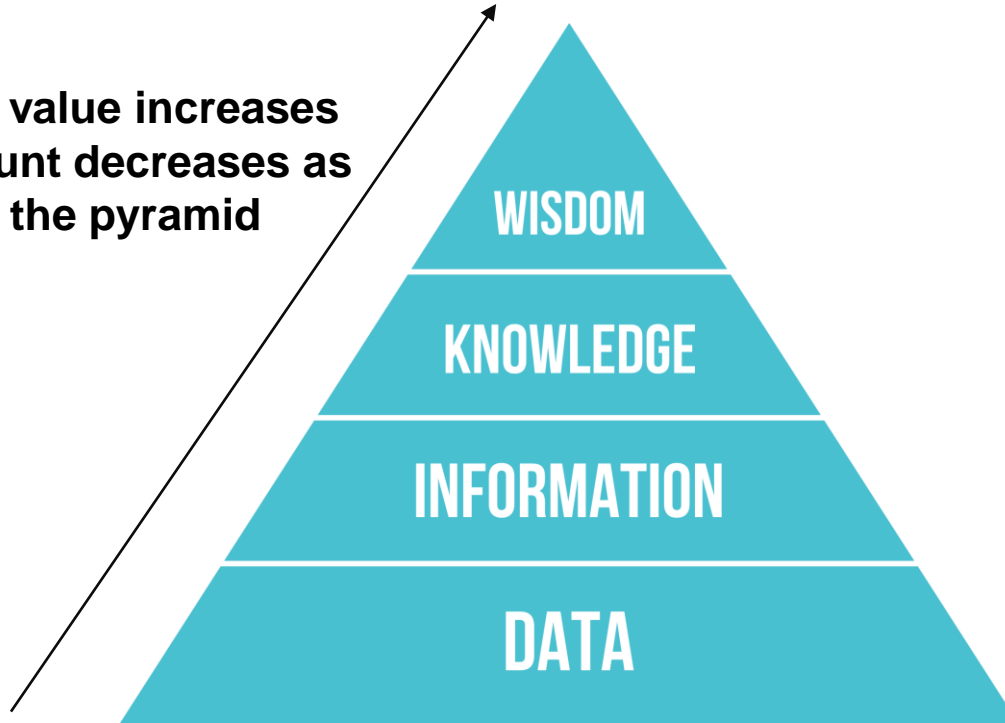 value increases
unt decreases as
the pyramid
WISDOM
KNOWLEDGE
INFORMATION
DATA